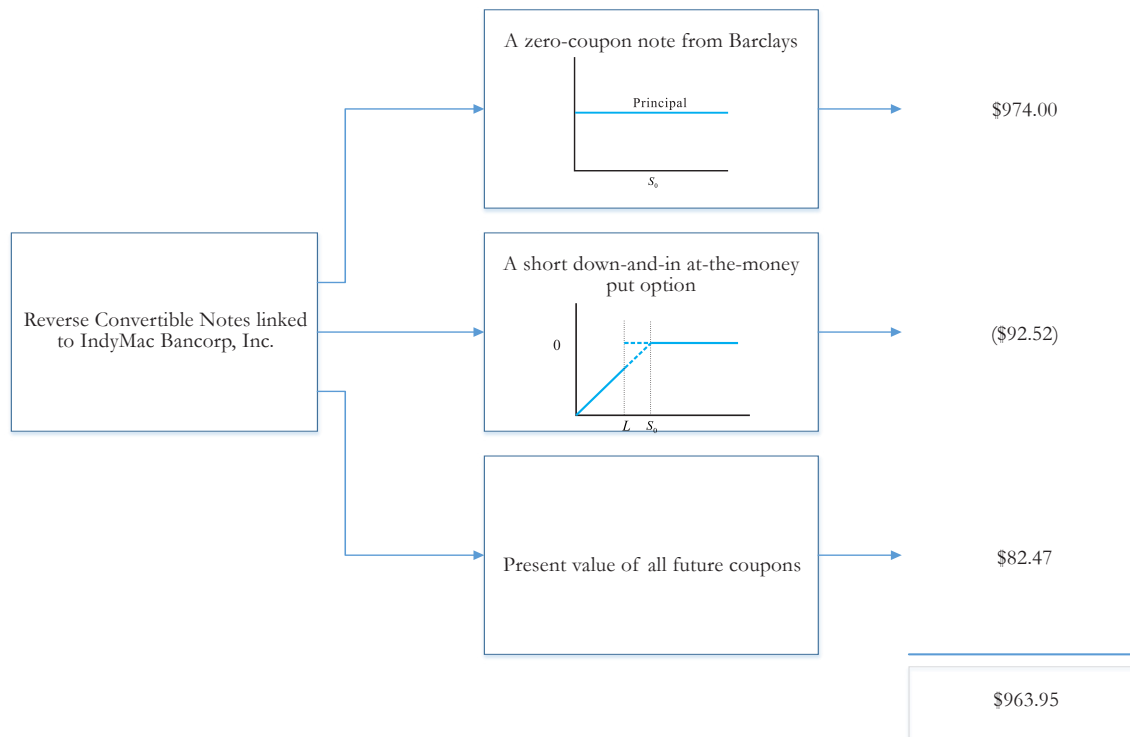 A zero-coupon note from Barclays
Principal
S₀
$974.00
Reverse Convertible Notes linked
to IndyMac Bancorp, Inc.
A short down-and-in at-the-money
put option
0
L S₀
($92.52)
Present value of all future coupons
$82.47
$963.95